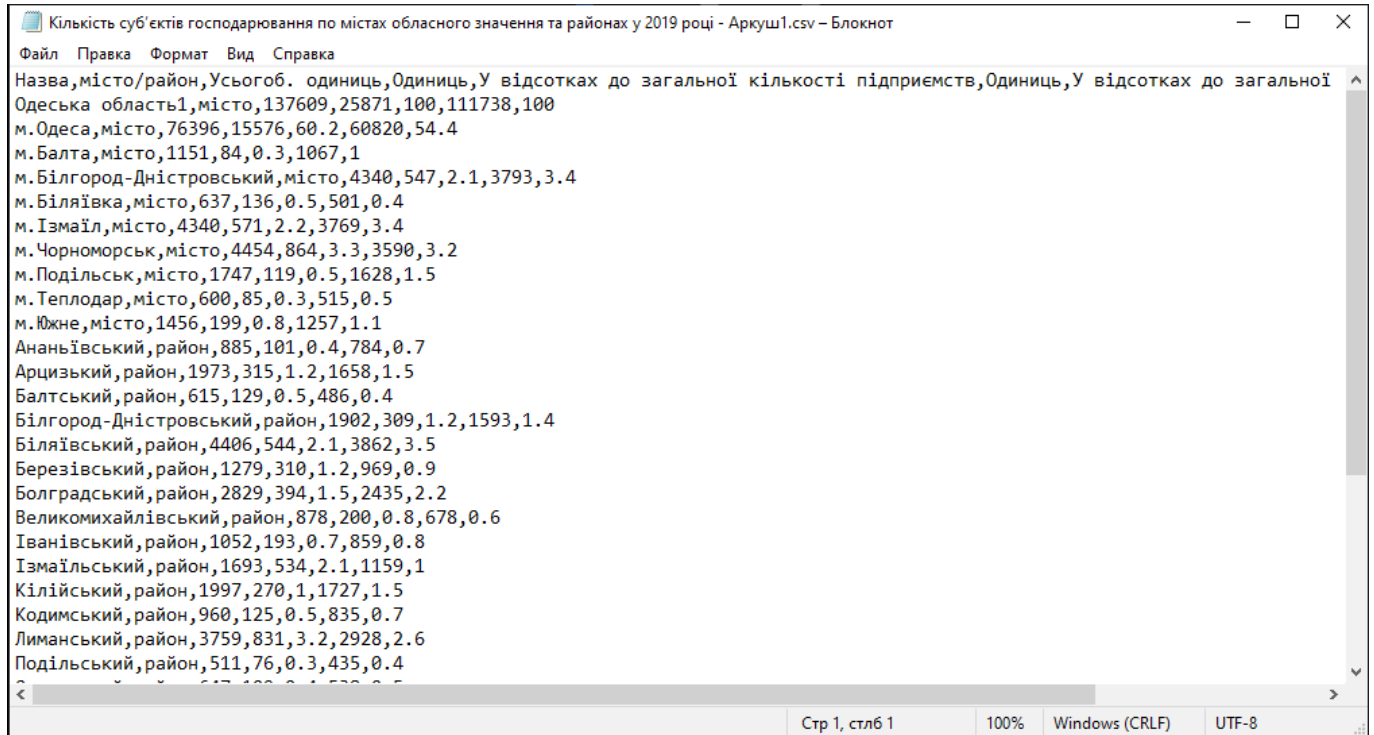 Кількість суб'єктів господарювання по містах обласного значення та районах у 2019 році - Аркуш1.csv – Блокнот
Файл Правка Формат Вид Справка
Назва,місто/район,Усьогоб. одиниць,Одиниць,У відсотках до загальної кількості підприємств,Одиниць,У відсотках до загальної
Одеська область1,місто,137609,25871,100,111738,100
м.Одеса,місто,76396,15576,60.2,60820,54.4
м.Балта,місто,1151,84,0.3,1067,1
м.Білгород-Дністровський,місто,4340,547,2.1,3793,3.4
м.Біляївка,місто,637,136,0.5,501,0.4
м.Ізмаїл,місто,4340,571,2.2,3769,3.4
м.Чорноморськ,місто,4454,864,3.3,3590,3.2
м.Подільськ,місто,1747,119,0.5,1628,1.5
м.Теплодар,місто,600,85,0.3,515,0.5
м.Южне,місто,1456,199,0.8,1257,1.1
Ананьївський,район,885,101,0.4,784,0.7
Арцизький,район,1973,315,1.2,1658,1.5
Балтський,район,615,129,0.5,486,0.4
Білгород-Дністровський,район,1902,309,1.2,1593,1.4
Біляївський,район,4406,544,2.1,3862,3.5
Березівський,район,1279,310,1.2,969,0.9
Болградський,район,2829,394,1.5,2435,2.2
Великомихайлівський,район,878,200,0.8,678,0.6
Іванівський,район,1052,193,0.7,859,0.8
Ізмаїльський,район,1693,534,2.1,1159,1
Кілійський,район,1997,270,1,1727,1.5
Кодимський,район,960,125,0.5,835,0.7
Лиманський,район,3759,831,3.2,2928,2.6
Подільський,район,511,76,0.3,435,0.4
Стр 1, стлб 1 100% Windows (CRLF) UTF-8